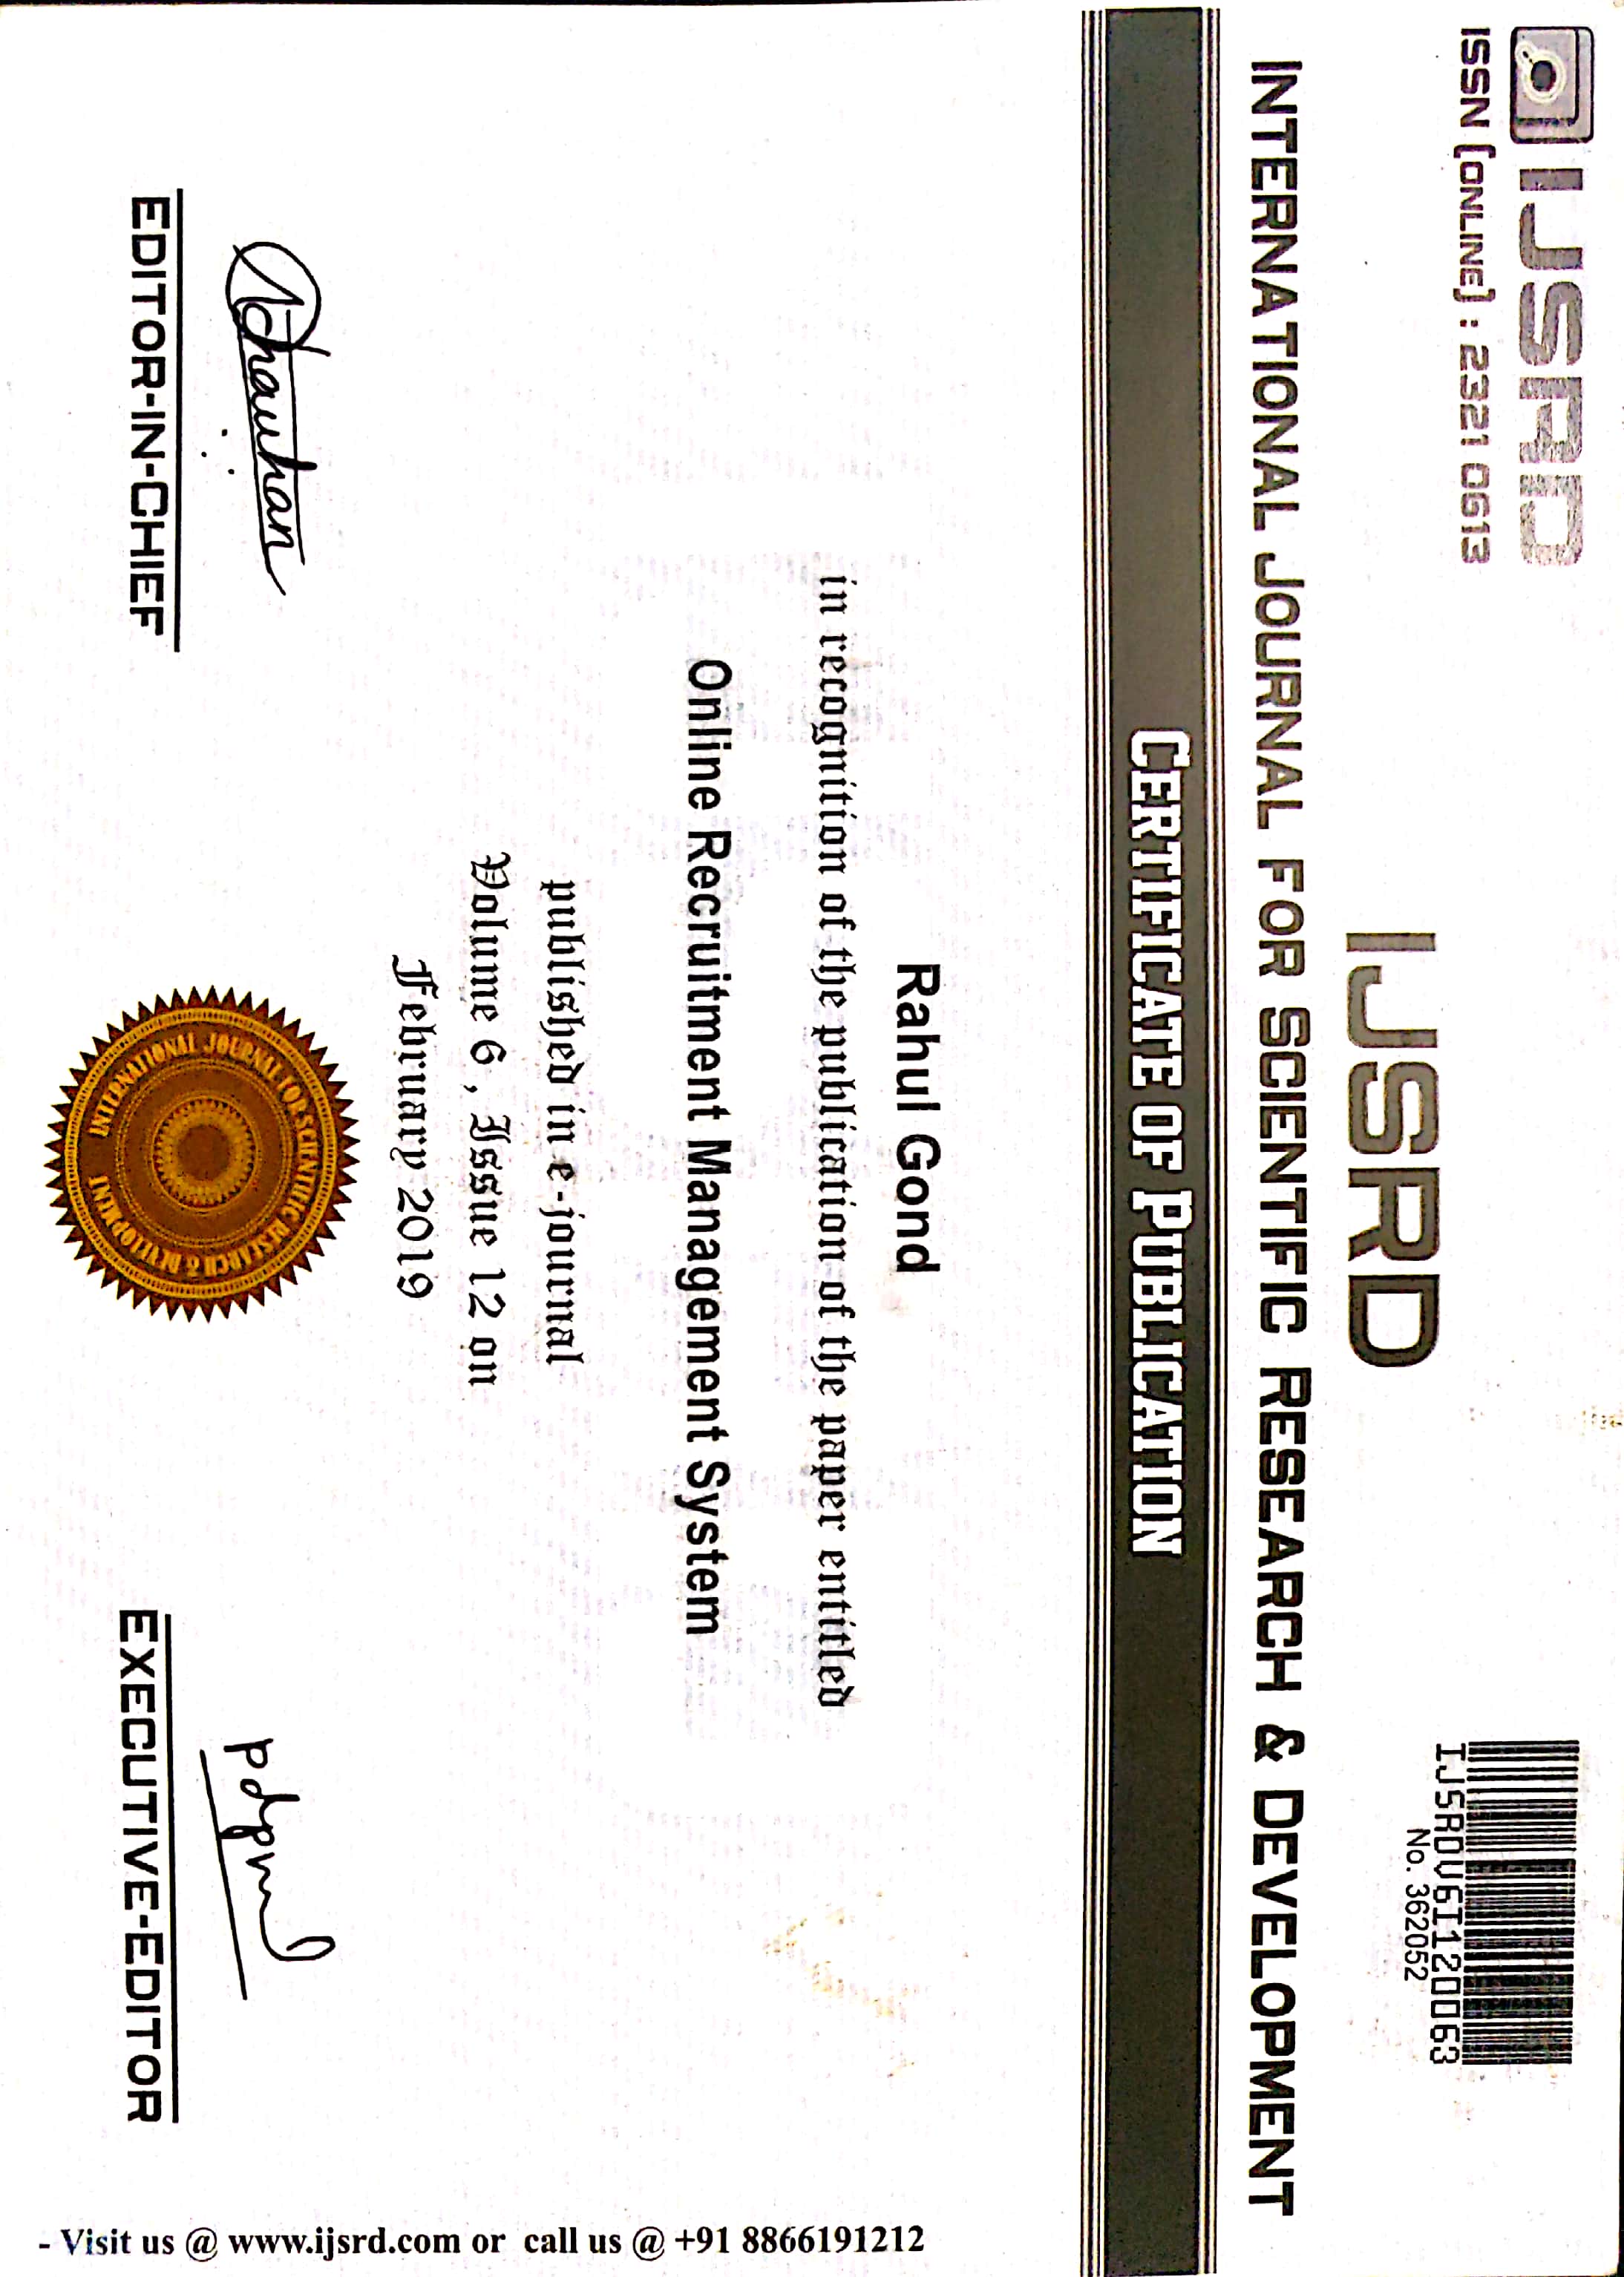 IJSRD
ISSN (ONLINE) : 2321 0613
IJSRDV6I120063
No. 362052
IJSRD
INTERNATIONAL JOURNAL FOR SCIENTIFIC RESEARCH & DEVELOPMENT
CERTIFICATE OF PUBLICATION
Rahul Gond
in recognition of the publication of the paper entitled
Online Recruitment Management System
published in e-journal
Volume 6 , Issue 12 on
February 2019
INTERNATIONAL JOURNAL FOR SCIENTIFIC RESEARCH & DEVELOPMENT
EDITOR-IN-CHIEF
EXECUTIVE-EDITOR
- Visit us @ www.ijsrd.com or call us @ +91 8866191212